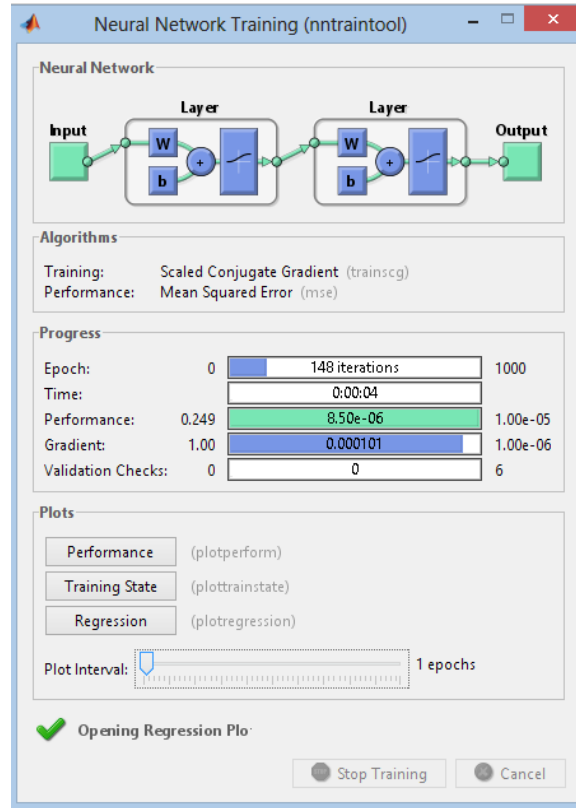 Neural Network Training (nntraintool)
Neural Network
Layer Layer
Input Output
W W
+ +
b b
Algorithms
Training: Scaled Conjugate Gradient (trainscg)
Performance: Mean Squared Error (mse)
Progress
Epoch: 0 148 iterations 1000
Time: 0:00:04
Performance: 0.249 8.50e-06 1.00e-05
Gradient: 1.00 0.000101 1.00e-06
Validation Checks: 0 0 6
Plots
Performance (plotperform)
Training State (plottrainstate)
Regression (plotregression)
Plot Interval: 1 epochs
Opening Regression Plo
Stop Training Cancel